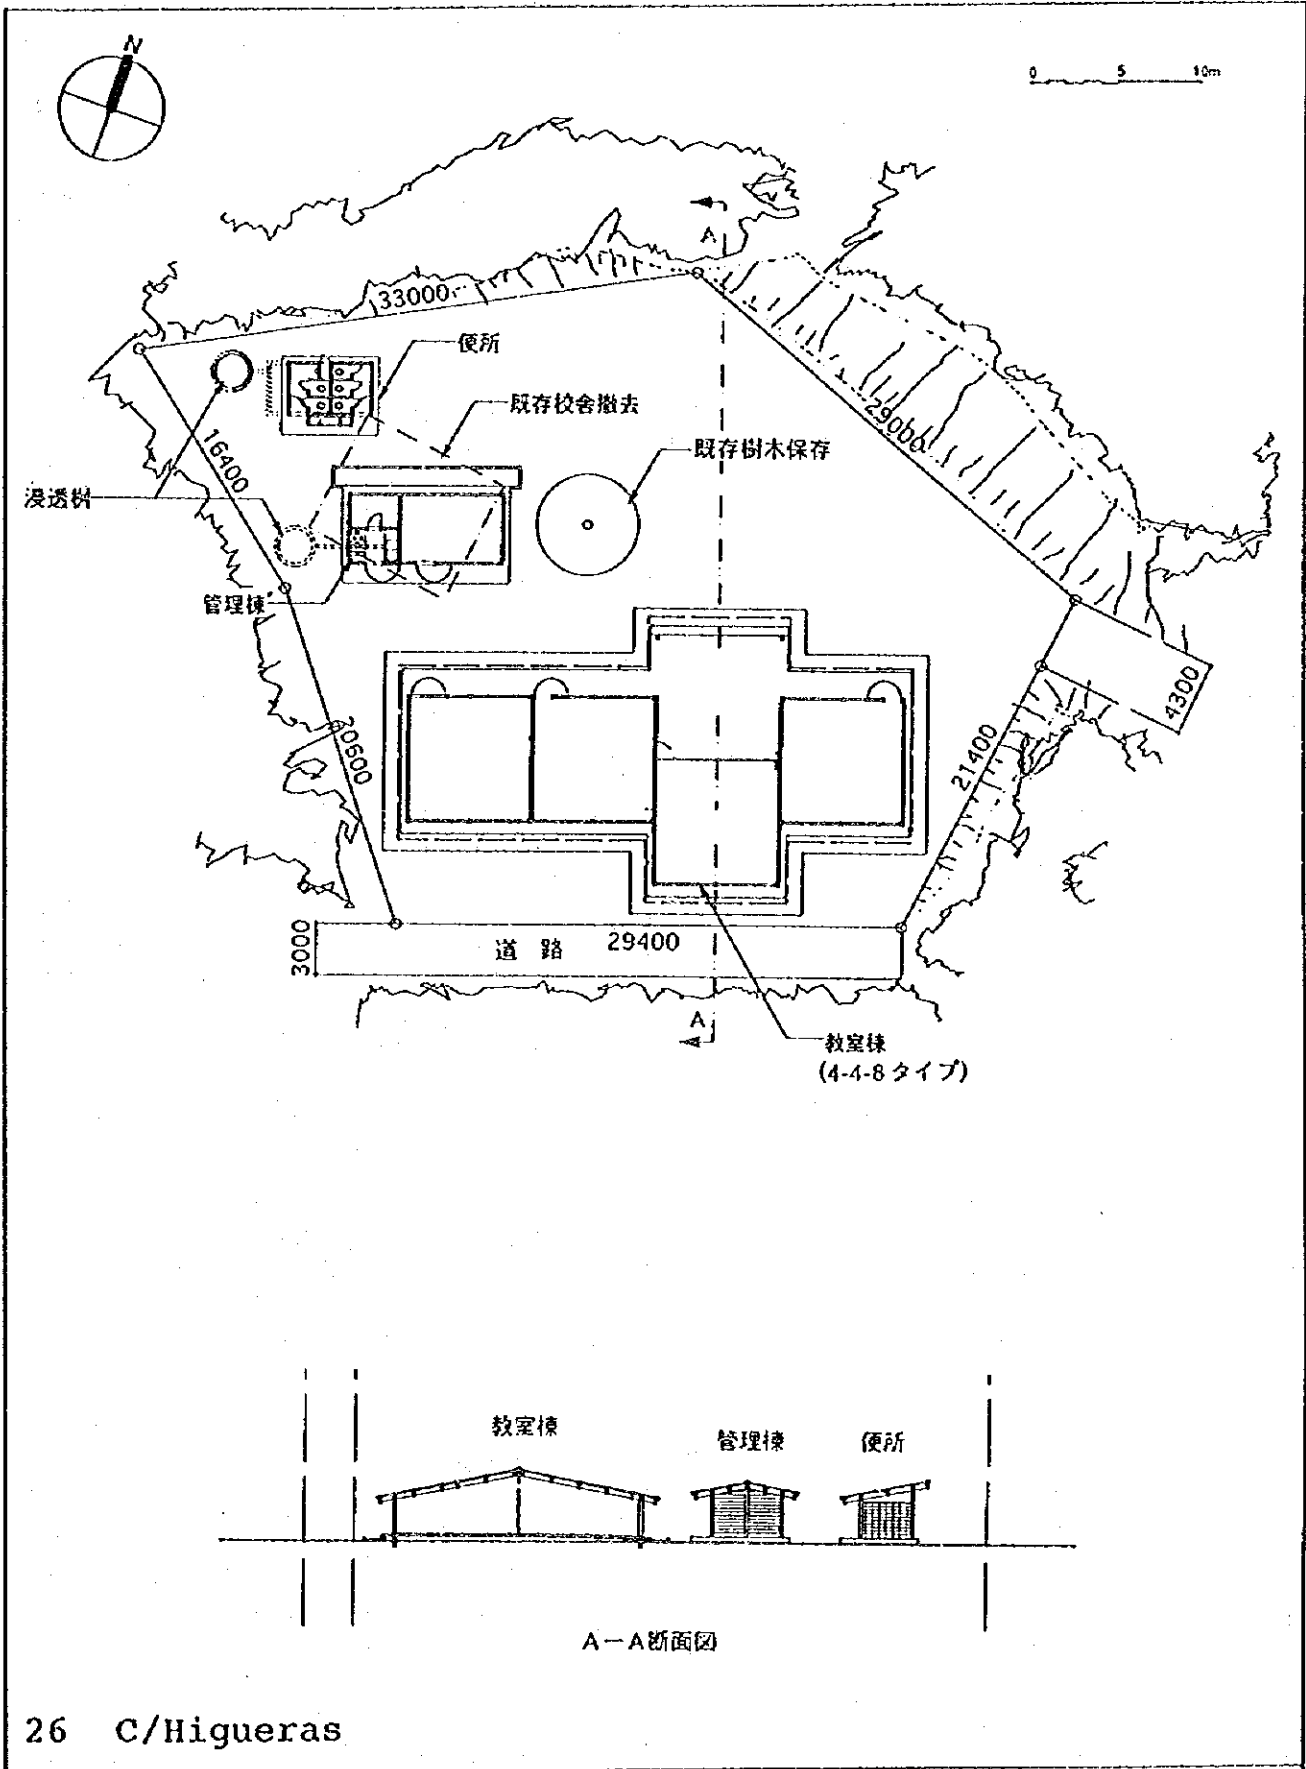 N
0 5 10m
A
33000
便所
既存校舎撤去
29000
既存樹木保存
16400
浸透桝
管理棟
4300
21400
3000
道路 29400
A
教室棟
(4-4-8タイプ)
教室棟
管理棟
便所
A－A断面図
26 C/Higueras